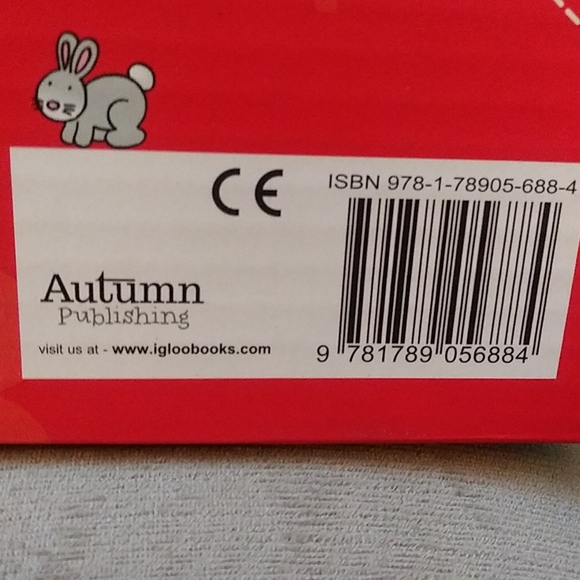 CE
ISBN 978-1-78905-688-4
Autumn
Publishing
visit us at - www.igloobooks.com
9 781789 056884